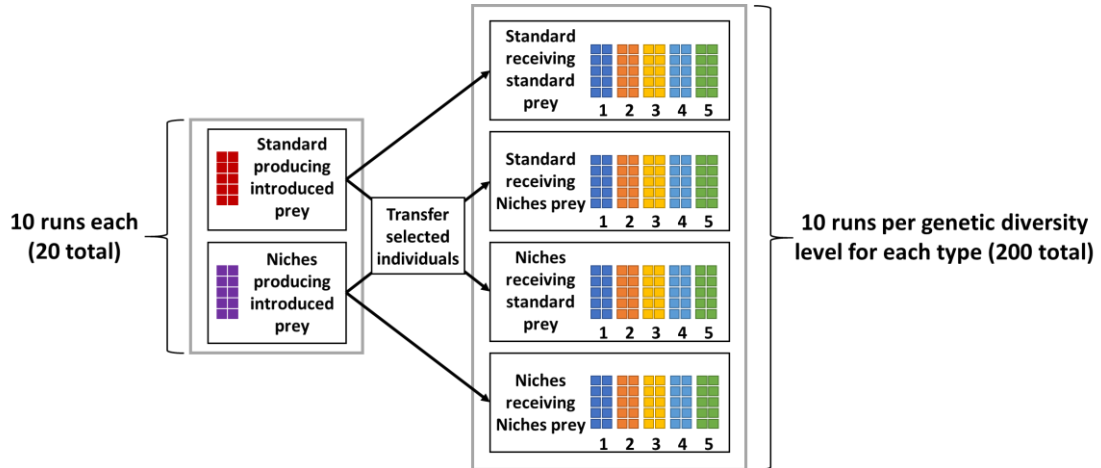 10 runs each
(20 total)
Standard
producing
introduced
prey
Niches
producing
introduced
prey
Transfer
selected
individuals
Standard
receiving
standard
prey
1 2 3 4 5
Standard
receiving
Niches prey
1 2 3 4 5
Niches
receiving
standard
prey
1 2 3 4 5
Niches
receiving
Niches prey
1 2 3 4 5
10 runs per genetic diversity
level for each type (200 total)